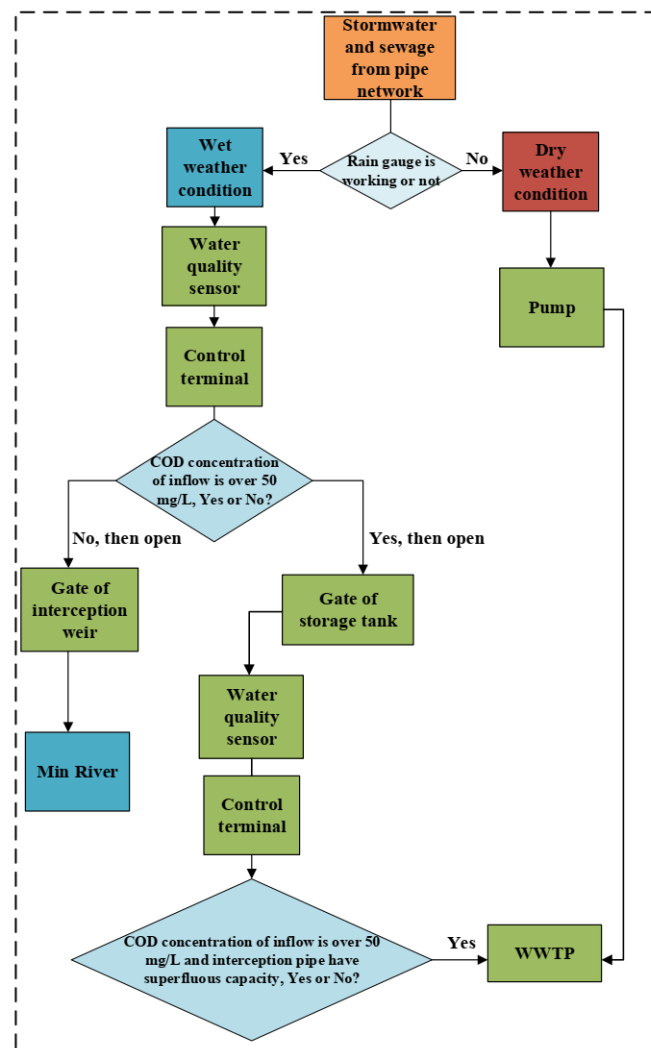 Stormwater
and sewage
from pipe
network
Wet
weather
condition
Yes
Rain gauge is
working or not
No
Dry
weather
condition
Water
quality
sensor
Pump
Control
terminal
COD concentration
of inflow is over 50
mg/L, Yes or No?
No, then open
Yes, then open
Gate of
interception
weir
Gate of
storage tank
Water
quality
sensor
Min River
Control
terminal
COD concentration of inflow is over 50
mg/L and interception pipe have
superfluous capacity, Yes or No?
Yes
WWTP